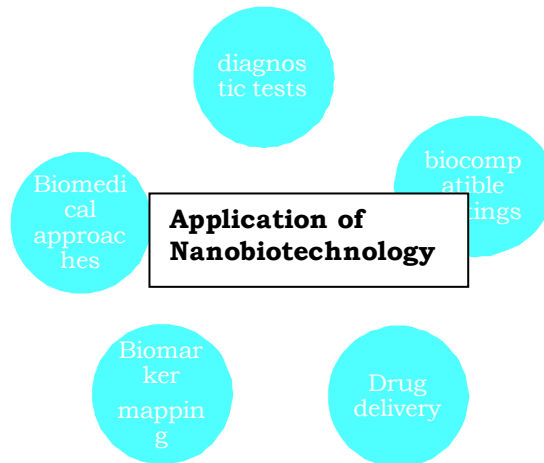 diagnos
tic tests
biocomp
atible
tings
Biomedi
cal
approac
hes
Application of
Nanobiotechnology
Biomar
ker
mappin
g
Drug
delivery